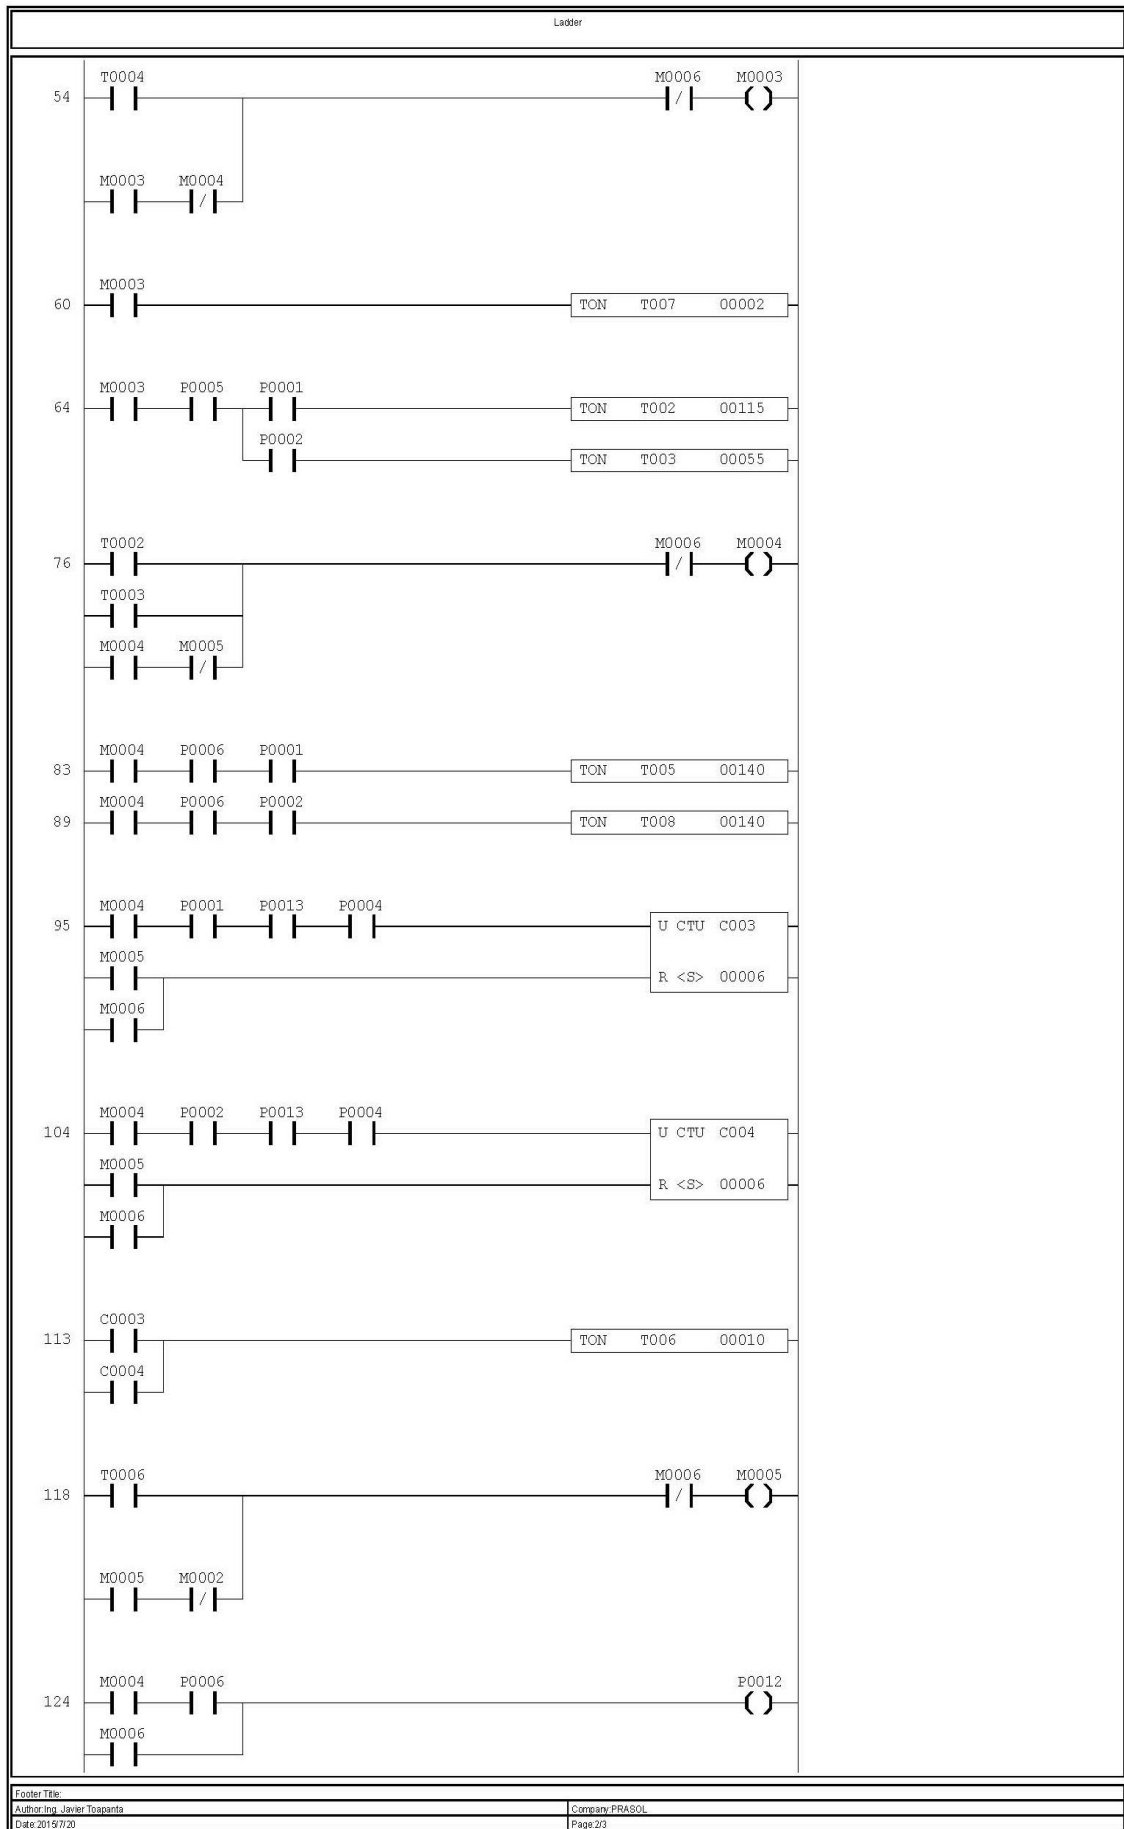 Ladder
T0004 M0006 M0003
54
M0003 M0004
M0003
60 TON T007 00002
M0003 P0005 P0001
64 TON T002 00115
P0002
TON T003 00055
T0002 M0006 M0004
76
T0003
M0004 M0005
M0004 P0006 P0001
83 TON T005 00140
M0004 P0006 P0002
89 TON T008 00140
M0004 P0001 P0013 P0004
95 U CTU C003
M0005
R <S> 00006
M0006
M0004 P0002 P0013 P0004
104 U CTU C004
M0005
R <S> 00006
M0006
C0003
113 TON T006 00010
C0004
T0006 M0006 M0005
118
M0005 M0002
M0004 P0006 P0012
124
M0006
Footer Title:
Author:Ing. Javier Toapanta Company:PRASOL
Date:2015/7/20 Page:2/3